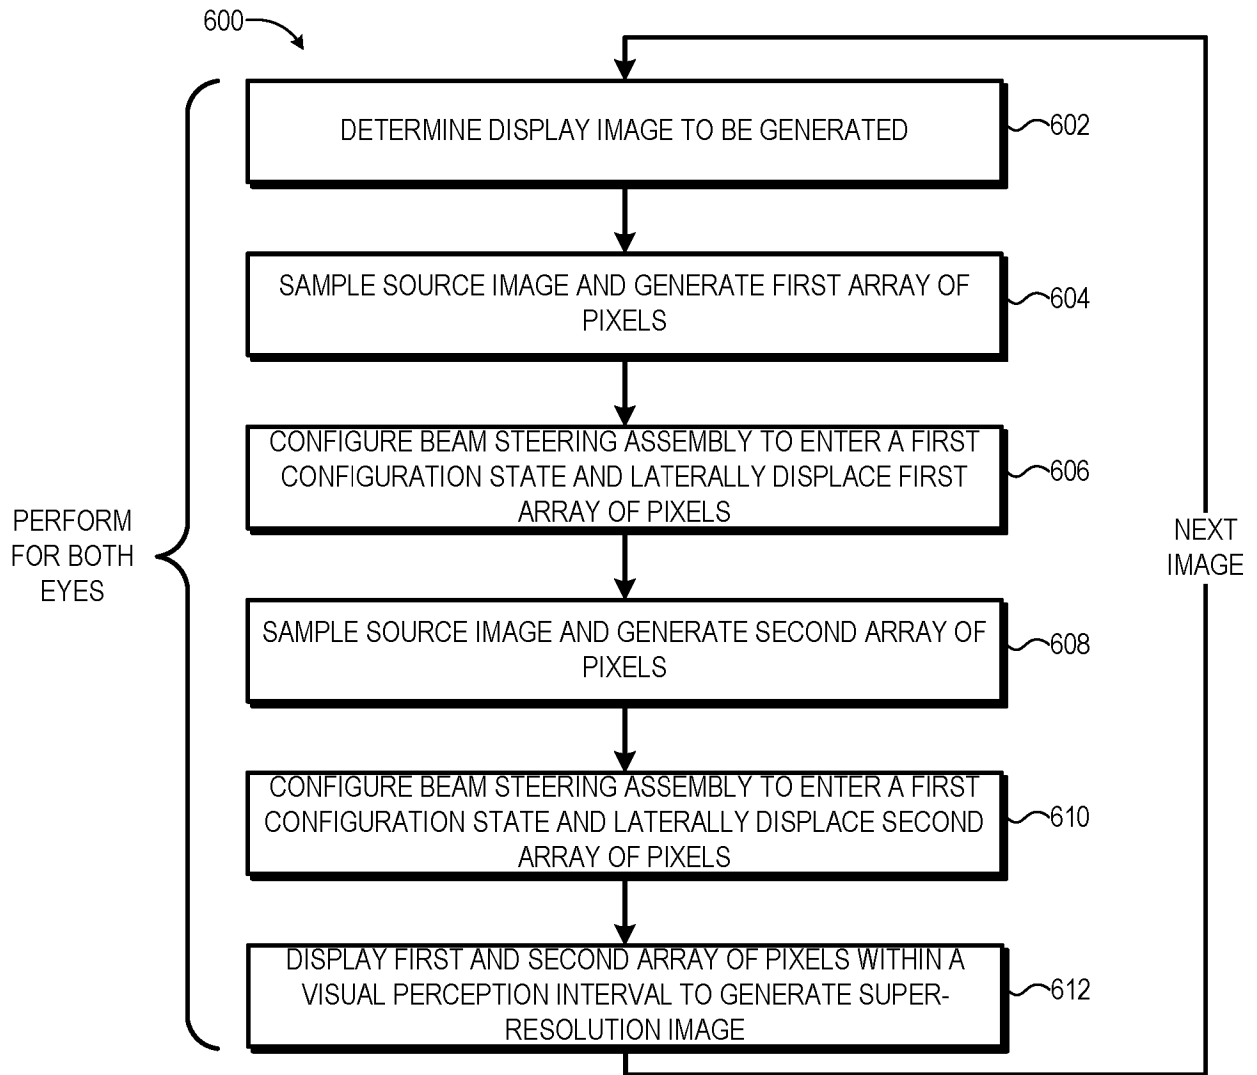 600
DETERMINE DISPLAY IMAGE TO BE GENERATED
602
SAMPLE SOURCE IMAGE AND GENERATE FIRST ARRAY OF
PIXELS
604
CONFIGURE BEAM STEERING ASSEMBLY TO ENTER A FIRST
CONFIGURATION STATE AND LATERALLY DISPLACE FIRST
ARRAY OF PIXELS
606
PERFORM
FOR BOTH
EYES
NEXT
IMAGE
SAMPLE SOURCE IMAGE AND GENERATE SECOND ARRAY OF
PIXELS
608
CONFIGURE BEAM STEERING ASSEMBLY TO ENTER A FIRST
CONFIGURATION STATE AND LATERALLY DISPLACE SECOND
ARRAY OF PIXELS
610
DISPLAY FIRST AND SECOND ARRAY OF PIXELS WITHIN A
VISUAL PERCEPTION INTERVAL TO GENERATE SUPER-
RESOLUTION IMAGE
612